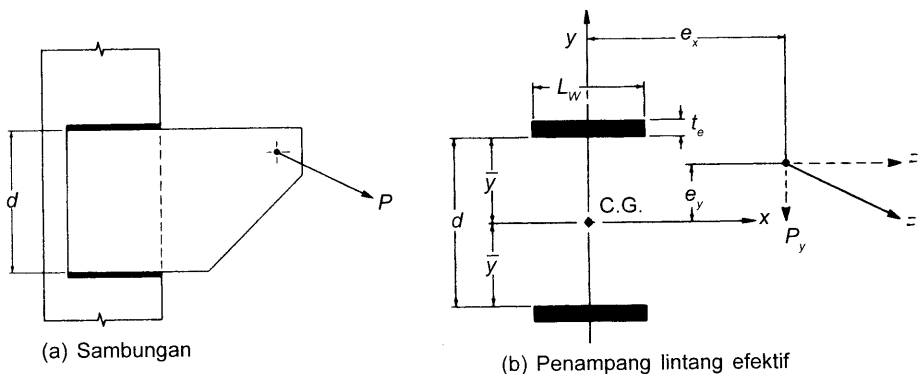 d
P
(a) Sambungan
y
e_x
L_W
t_e
ȳ
e_y
C.G.
x
d
ȳ
P_y
(b) Penampang lintang efektif